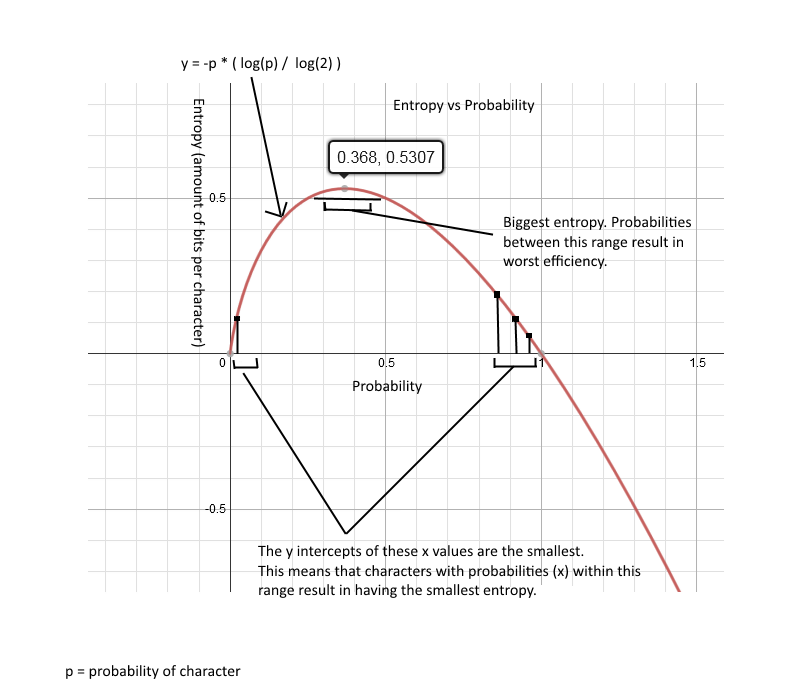 y = -p * ( log(p) /  log(2) )
Entropy vs Probability
Entropy (amount of bits per character)
0.368, 0.5307
0.5
Biggest entropy. Probabilities
between this range result in
worst efficiency.
0
0.5
1
1.5
Probability
-0.5
The y intercepts of these x values are the smallest.
This means that characters with probabilities (x) within this
range result in having the smallest entropy.
p = probability of character